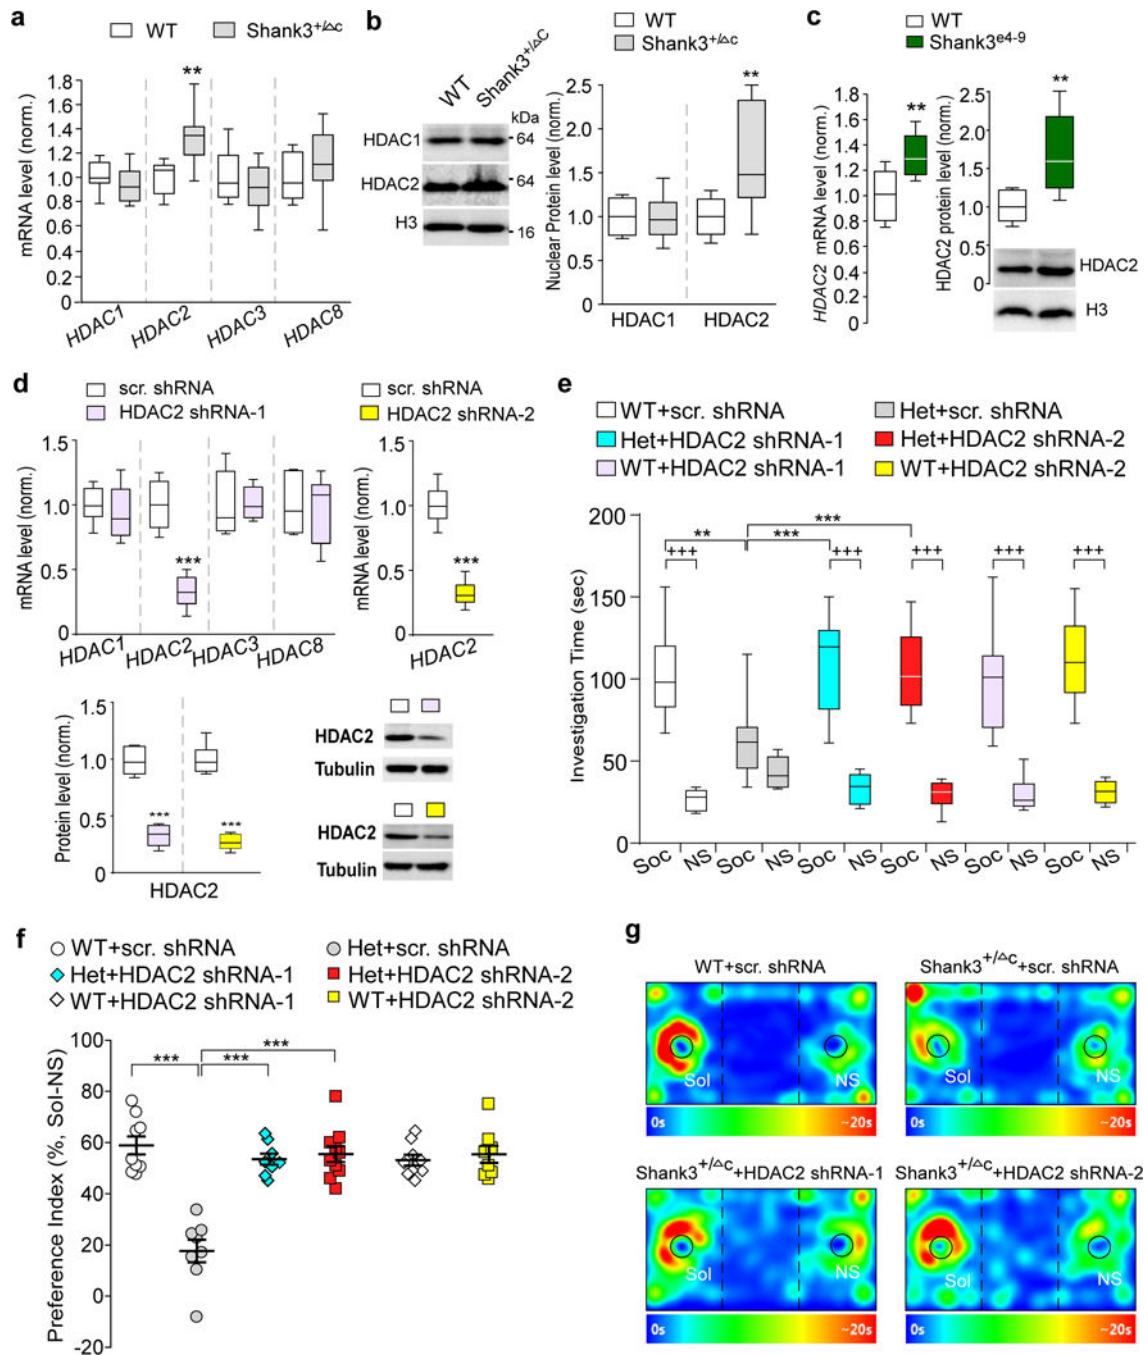 a
WT
Shank3+/ΔC
mRNA level (norm.)
1.8
1.6
1.4
1.2
1.0
0.8
0.6
0.4
0.2
0
**
HDAC1
HDAC2
HDAC3
HDAC8
b
WT
Shank3+/ΔC
WT
Shank3+/ΔC
kDa
HDAC1
64
HDAC2
64
H3
16
Nuclear Protein level (norm.)
2.5
2.0
1.5
1.0
0.5
0
**
HDAC1
HDAC2
c
WT
Shank3e4-9
HDAC2 mRNA level (norm.)
1.8
1.6
1.4
1.2
1.0
0.8
0.6
0.4
0.2
0
**
HDAC2 protein level (norm.)
2.5
2.0
1.5
1.0
0.5
0
**
HDAC2
H3
d
scr. shRNA
HDAC2 shRNA-1
mRNA level (norm.)
1.5
1.0
0.5
0
***
HDAC1
HDAC2
HDAC3
HDAC8
scr. shRNA
HDAC2 shRNA-2
mRNA level (norm.)
1.5
1.0
0.5
0
***
HDAC2
Protein level (norm.)
1.5
1.0
0.5
0
***
***
HDAC2
HDAC2
Tubulin
HDAC2
Tubulin
e
WT+scr. shRNA
Het+scr. shRNA
Het+HDAC2 shRNA-1
Het+HDAC2 shRNA-2
WT+HDAC2 shRNA-1
WT+HDAC2 shRNA-2
Investigation Time (sec)
200
150
100
50
0
***
** ***
+++ +++ +++ +++ +++
Soc NS Soc NS Soc NS Soc NS Soc NS Soc NS
f
WT+scr. shRNA
Het+scr. shRNA
Het+HDAC2 shRNA-1
Het+HDAC2 shRNA-2
WT+HDAC2 shRNA-1
WT+HDAC2 shRNA-2
Preference Index (%, Sol-NS)
100
80
60
40
20
0
-20
***
*** ***
g
WT+scr. shRNA
Sol
NS
0s ~20s
Shank3+/ΔC+scr. shRNA
Sol
NS
0s ~20s
Shank3+/ΔC+HDAC2 shRNA-1
Sol
NS
0s ~20s
Shank3+/ΔC+HDAC2 shRNA-2
Sol
NS
0s ~20s